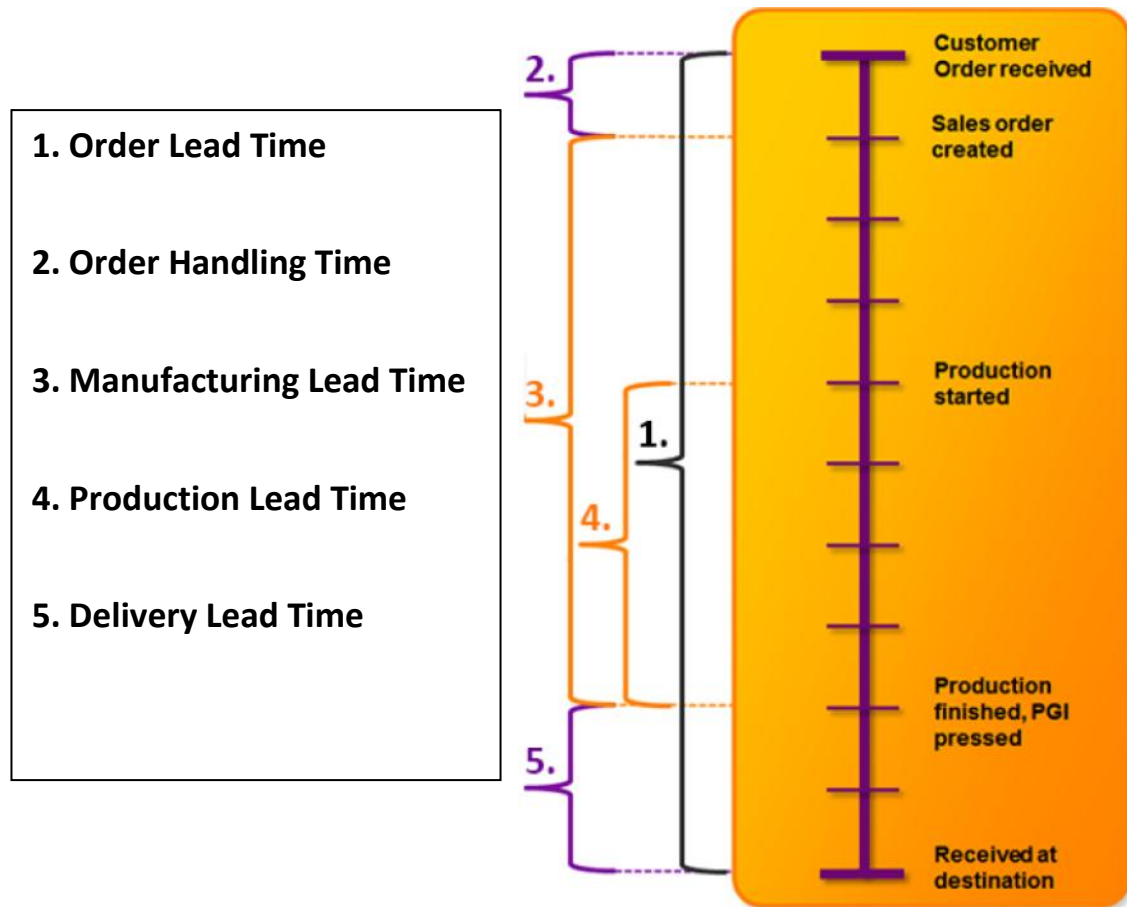 1. Order Lead Time
2. Order Handling Time
3. Manufacturing Lead Time
4. Production Lead Time
5. Delivery Lead Time
2.
3.
1.
4.
5.
Customer
Order received
Sales order
created
Production
started
Production
finished, PGI
pressed
Received at
destination